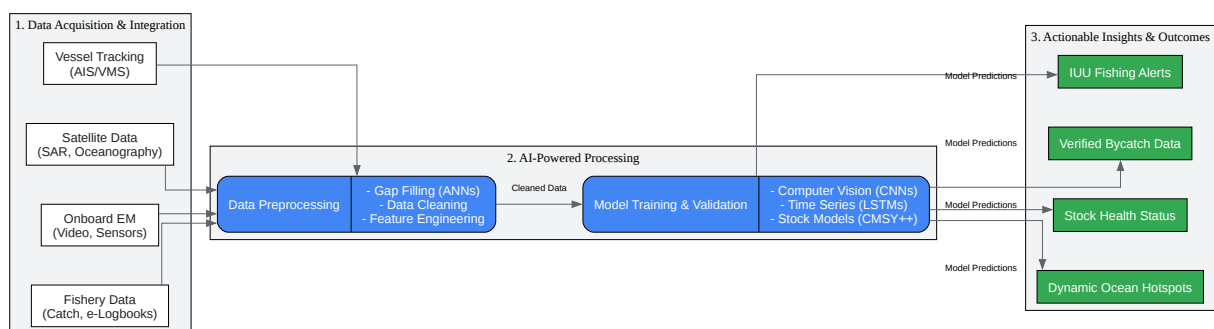 1. Data Acquisition & Integration
Vessel Tracking
(AIS/VMS)
Satellite Data
(SAR, Oceanography)
Onboard EM
(Video, Sensors)
Fishery Data
(Catch, e-Logbooks)
2. AI-Powered Processing
Data Preprocessing
- Gap Filling (ANNs)
- Data Cleaning
- Feature Engineering
Cleaned Data
Model Training & Validation
- Computer Vision (CNNs)
- Time Series (LSTMs)
- Stock Models (CMSY++)
Model Predictions
Model Predictions
Model Predictions
Model Predictions
3. Actionable Insights & Outcomes
IUU Fishing Alerts
Verified Bycatch Data
Stock Health Status
Dynamic Ocean Hotspots